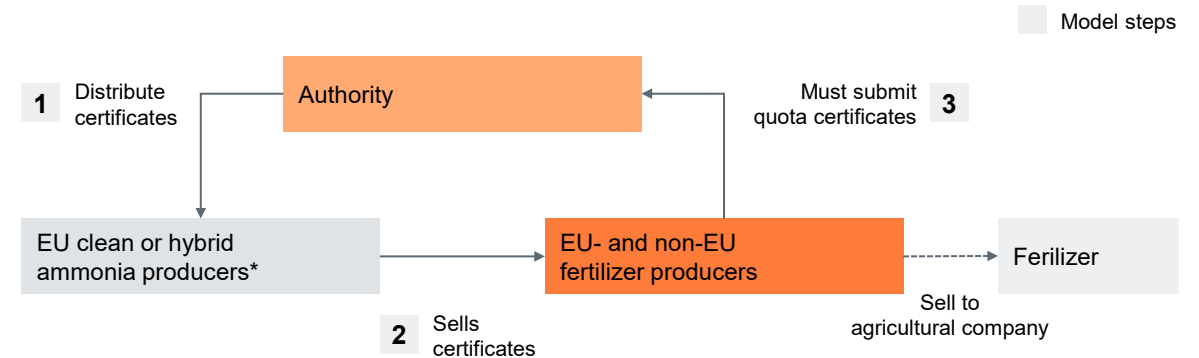 Model steps
1
Distribute
certificates
Authority
Must submit
quota certificates
3
EU clean or hybrid
ammonia producers*
EU- and non-EU
fertilizer producers
Ferilizer
Sell to
agricultural company
2
Sells
certificates